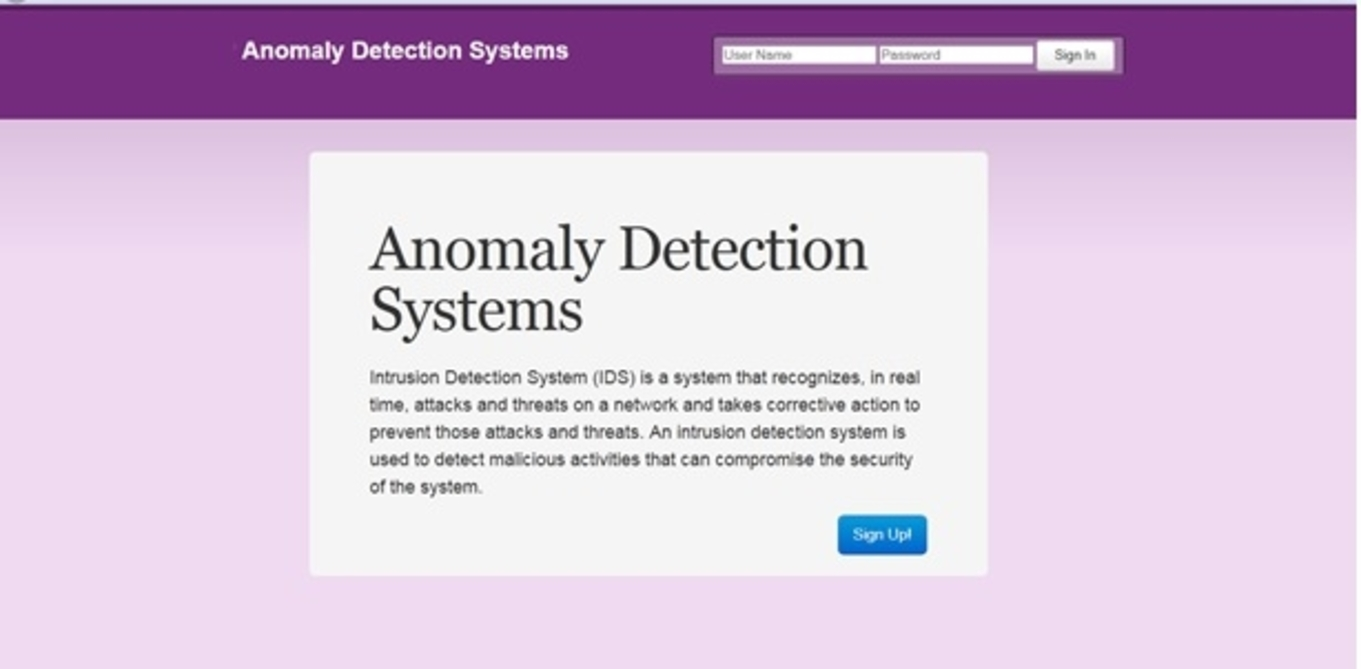 Anomaly Detection Systems
User Name Password Sign In
Anomaly Detection
Systems
Intrusion Detection System (IDS) is a system that recognizes, in real
time, attacks and threats on a network and takes corrective action to
prevent those attacks and threats. An intrusion detection system is
used to detect malicious activities that can compromise the security
of the system.
Sign Up!